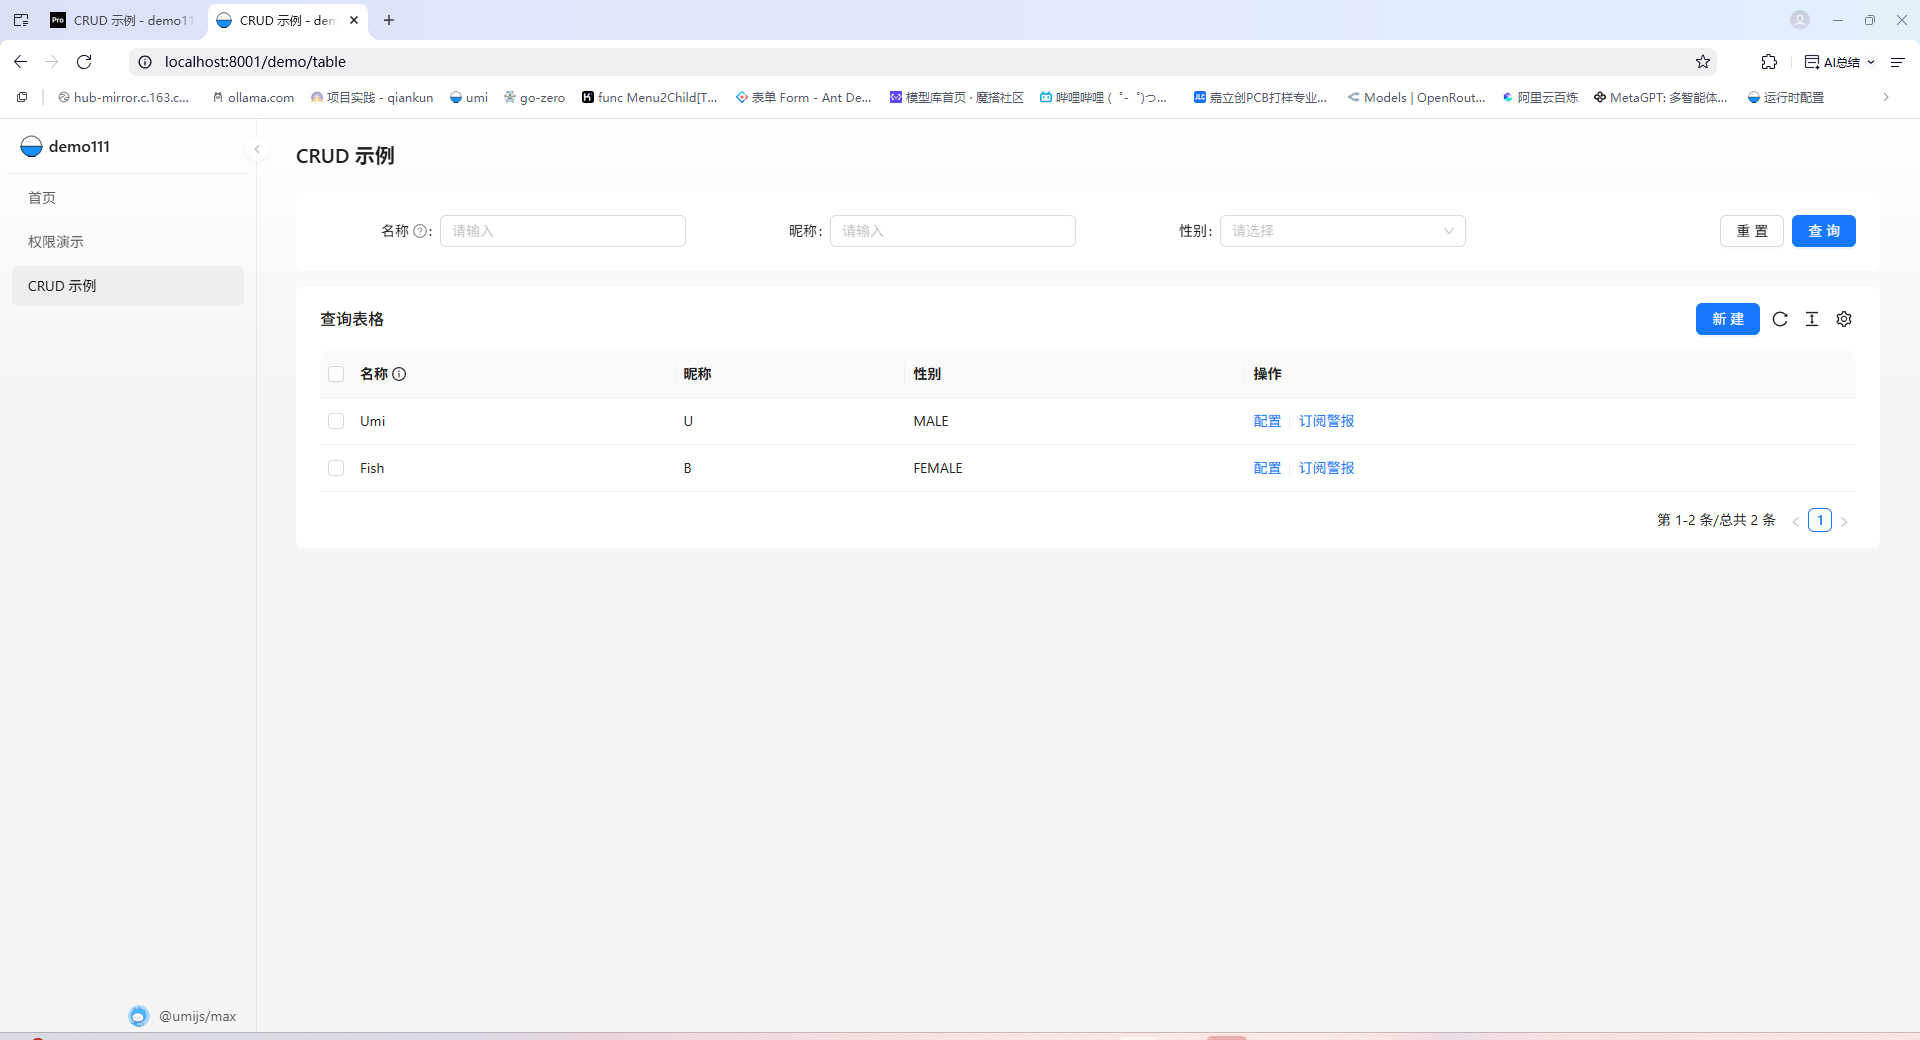 Pro CRUD 示例 - demo11
CRUD 示例 - dem
localhost:8001/demo/table
AI总结
hub-mirror.c.163.c...
ollama.com
项目实践 - qiankun
umi
go-zero
func Menu2Child[T...
表单 Form - Ant De...
模型库首页 · 魔搭社区
哔哩哔哩 ( ゜- ゜)つ...
JLC 嘉立创PCB打样专业...
Models | OpenRout...
阿里云百炼
MetaGPT: 多智能体...
运行时配置
demo111
首页
权限演示
CRUD 示例
@umijs/max
CRUD 示例
名称 : 请输入
昵称: 请输入
性别: 请选择
重 置
查 询
查询表格
新 建
名称 昵称 性别 操作
Umi U MALE 配置 订阅警报
Fish B FEMALE 配置 订阅警报
第 1-2 条/总共 2 条
1